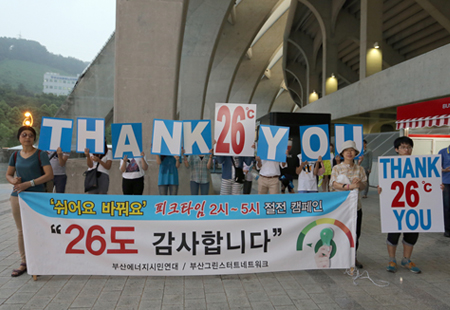 THANK 26℃ YOU
'쉬어요 바꿔요' 피크타임 2시~5시 절전 캠페인
"26도 감사합니다"
부산에너지시민연대 / 부산그린스타트네트워크
THANK
26℃
YOU